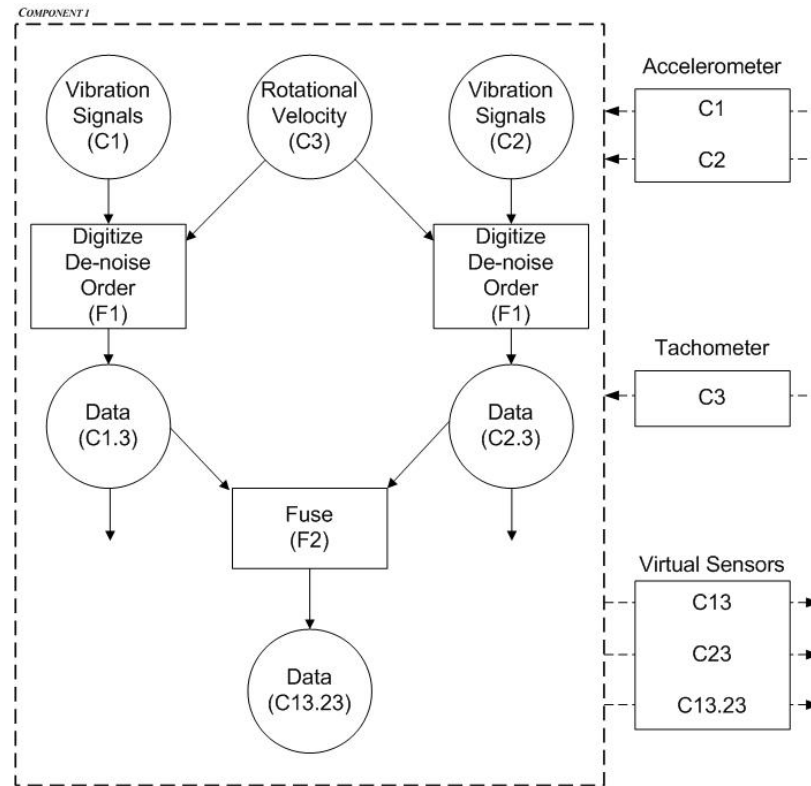 COMPONENT 1
Vibration
Signals
(C1)
Rotational
Velocity
(C3)
Vibration
Signals
(C2)
Digitize
De-noise
Order
(F1)
Digitize
De-noise
Order
(F1)
Data
(C1.3)
Data
(C2.3)
Fuse
(F2)
Data
(C13.23)
Accelerometer
C1
C2
Tachometer
C3
Virtual Sensors
C13
C23
C13.23